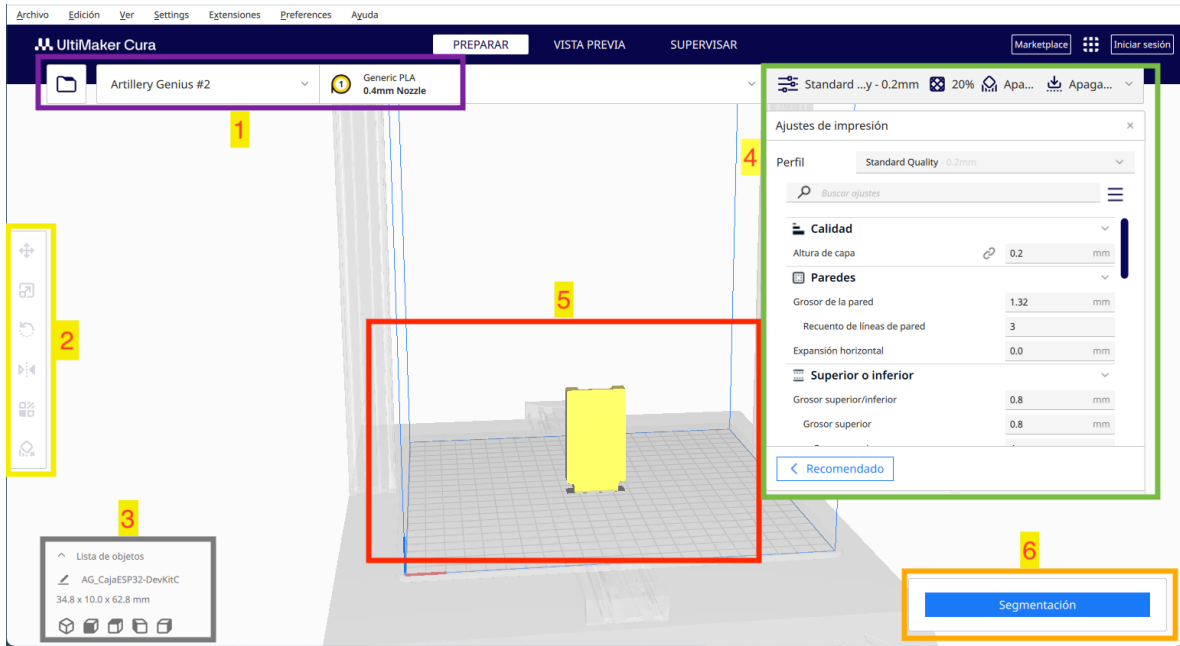 Archivo Edición Ver Settings Extensiones Preferences Ayuda
UltiMaker Cura
PREPARAR VISTA PREVIA SUPERVISAR
Marketplace Iniciar sesión
Artillery Genius #2
1 Generic PLA
0.4mm Nozzle
Standard ...y - 0.2mm 20% Apa... Apaga...
1
4
Ajustes de impresión
Perfil Standard Quality - 0.2mm
Buscar ajustes
Calidad
Altura de capa 0.2 mm
Paredes
Grosor de la pared 1.32 mm
Recuento de líneas de pared 3
Expansión horizontal 0.0 mm
Superior o inferior
Grosor superior/inferior 0.8 mm
Grosor superior 0.8 mm
Recomendado
2
5
3
Lista de objetos
AG_CajaESP32-DevKitC
34.8 x 10.0 x 62.8 mm
6
Segmentación